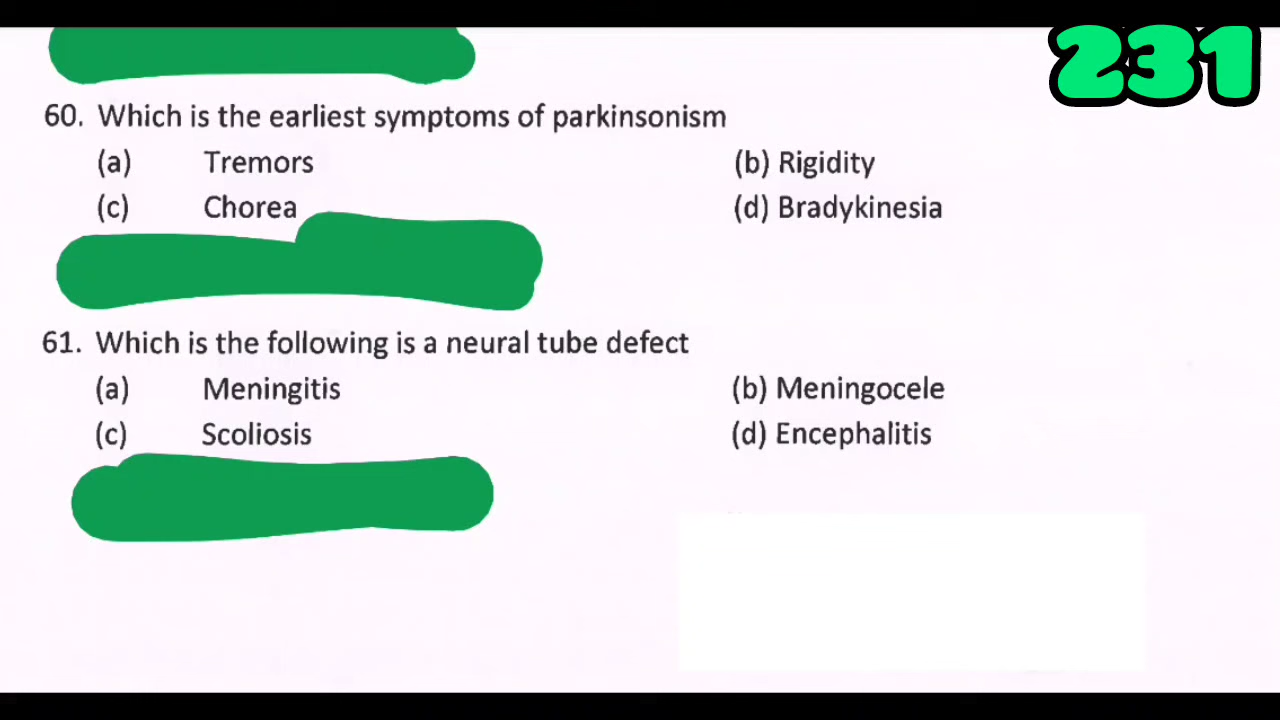 231
60. Which is the earliest symptoms of parkinsonism
(a) Tremors (b) Rigidity
(c) Chorea (d) Bradykinesia
61. Which is the following is a neural tube defect
(a) Meningitis (b) Meningocele
(c) Scoliosis (d) Encephalitis